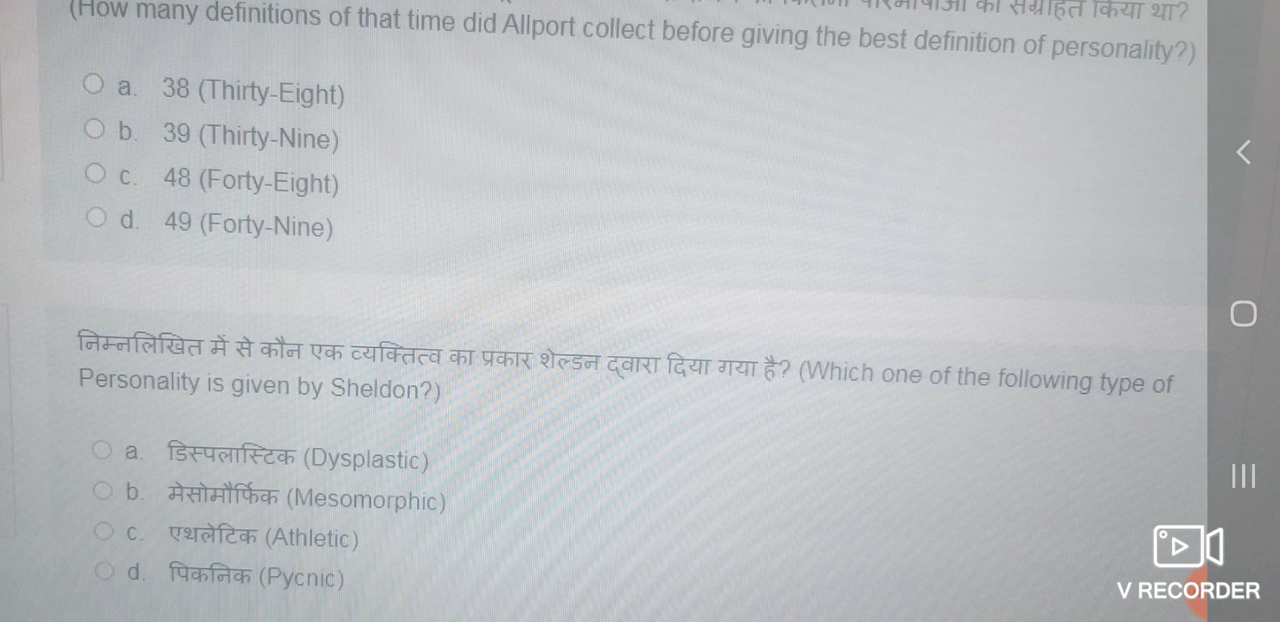 को संग्रहित किया था?
(How many definitions of that time did Allport collect before giving the best definition of personality?)
a. 38 (Thirty-Eight)
b. 39 (Thirty-Nine)
c. 48 (Forty-Eight)
d. 49 (Forty-Nine)
निम्नलिखित में से कौन एक व्यक्तित्व का प्रकार शेल्डन द्वारा दिया गया है? (Which one of the following type of
Personality is given by Sheldon?)
a. डिस्पलास्टिक (Dysplastic)
b. मेसोमौर्फिक (Mesomorphic)
c. एथलेटिक (Athletic)
d. पिकनिक (Pycnic)
V RECORDER